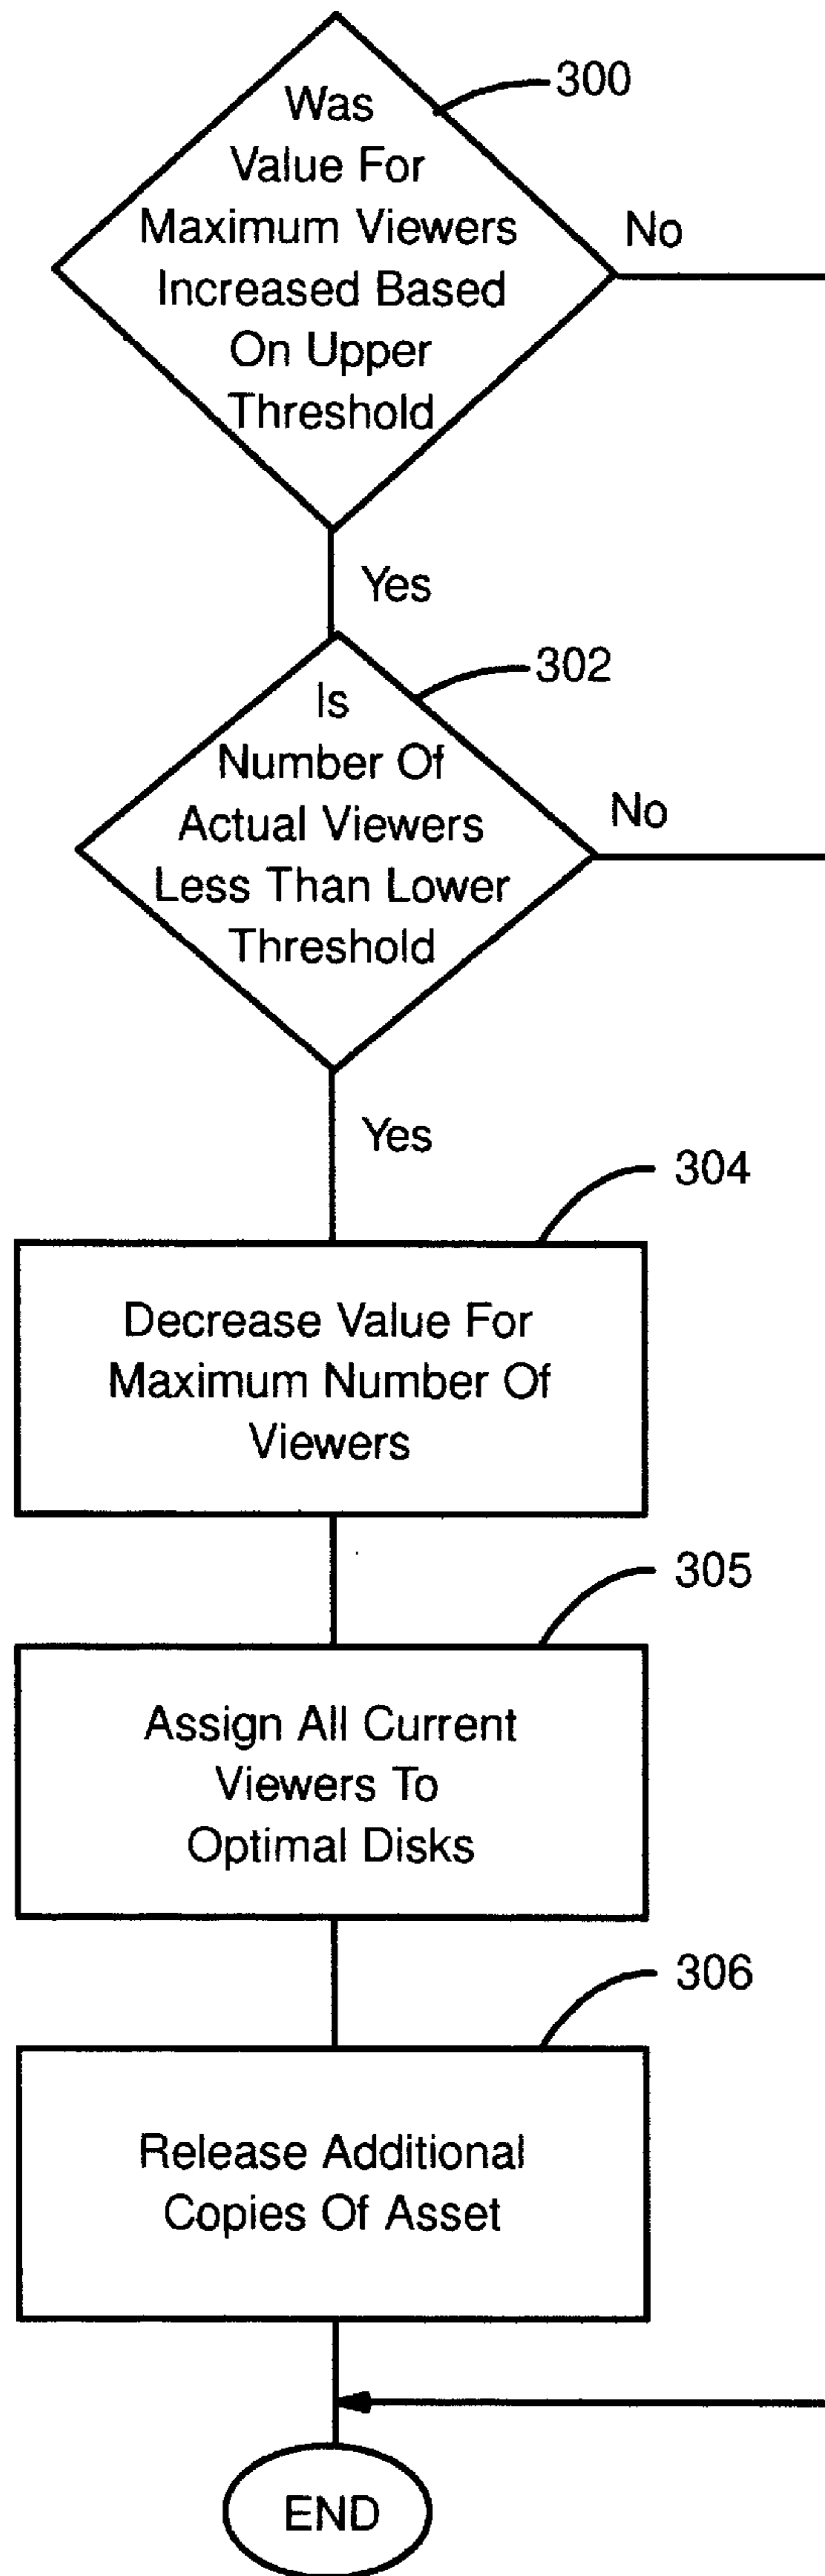 Was
300
Value For
Maximum Viewers
No
Increased Based
On Upper
Threshold
Yes
302
Is
Number Of
Actual Viewers
No
Less Than Lower
Threshold
Yes
304
Decrease Value For
Maximum Number Of
Viewers
305
Assign All Current
Viewers To
Optimal Disks
306
Release Additional
Copies Of Asset
END